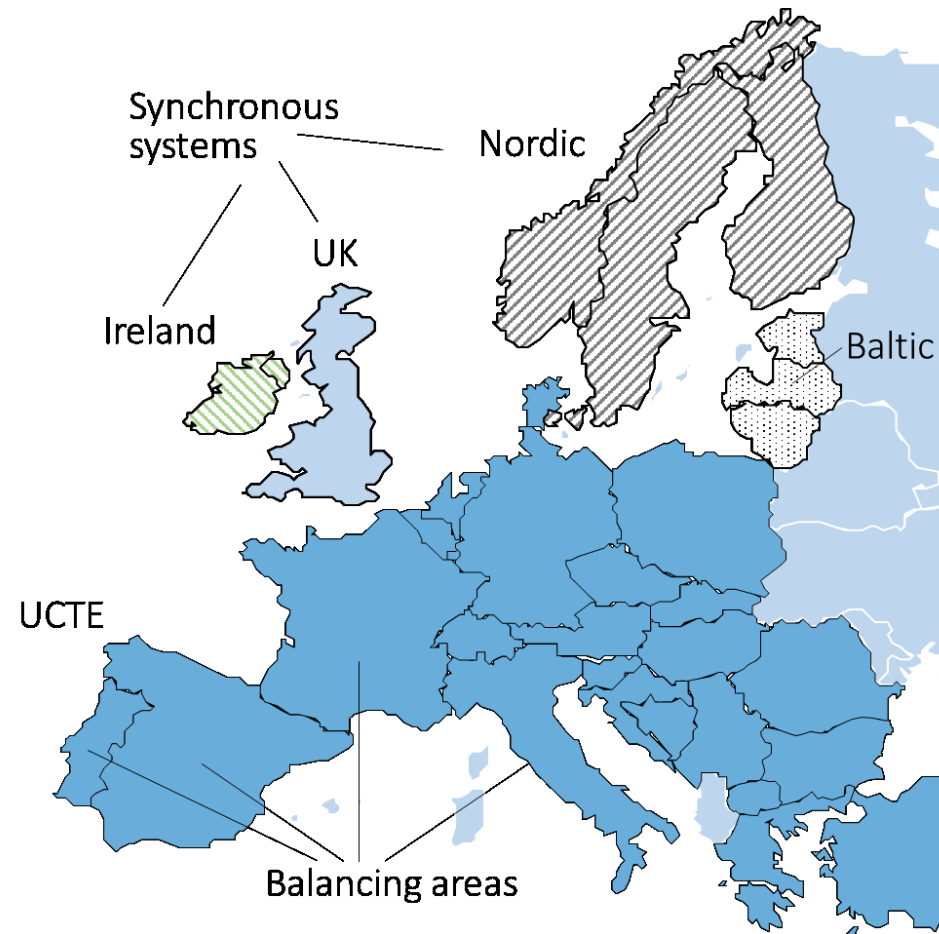 Synchronous
systems
Nordic
UK
Ireland
Baltic
UCTE
Balancing areas